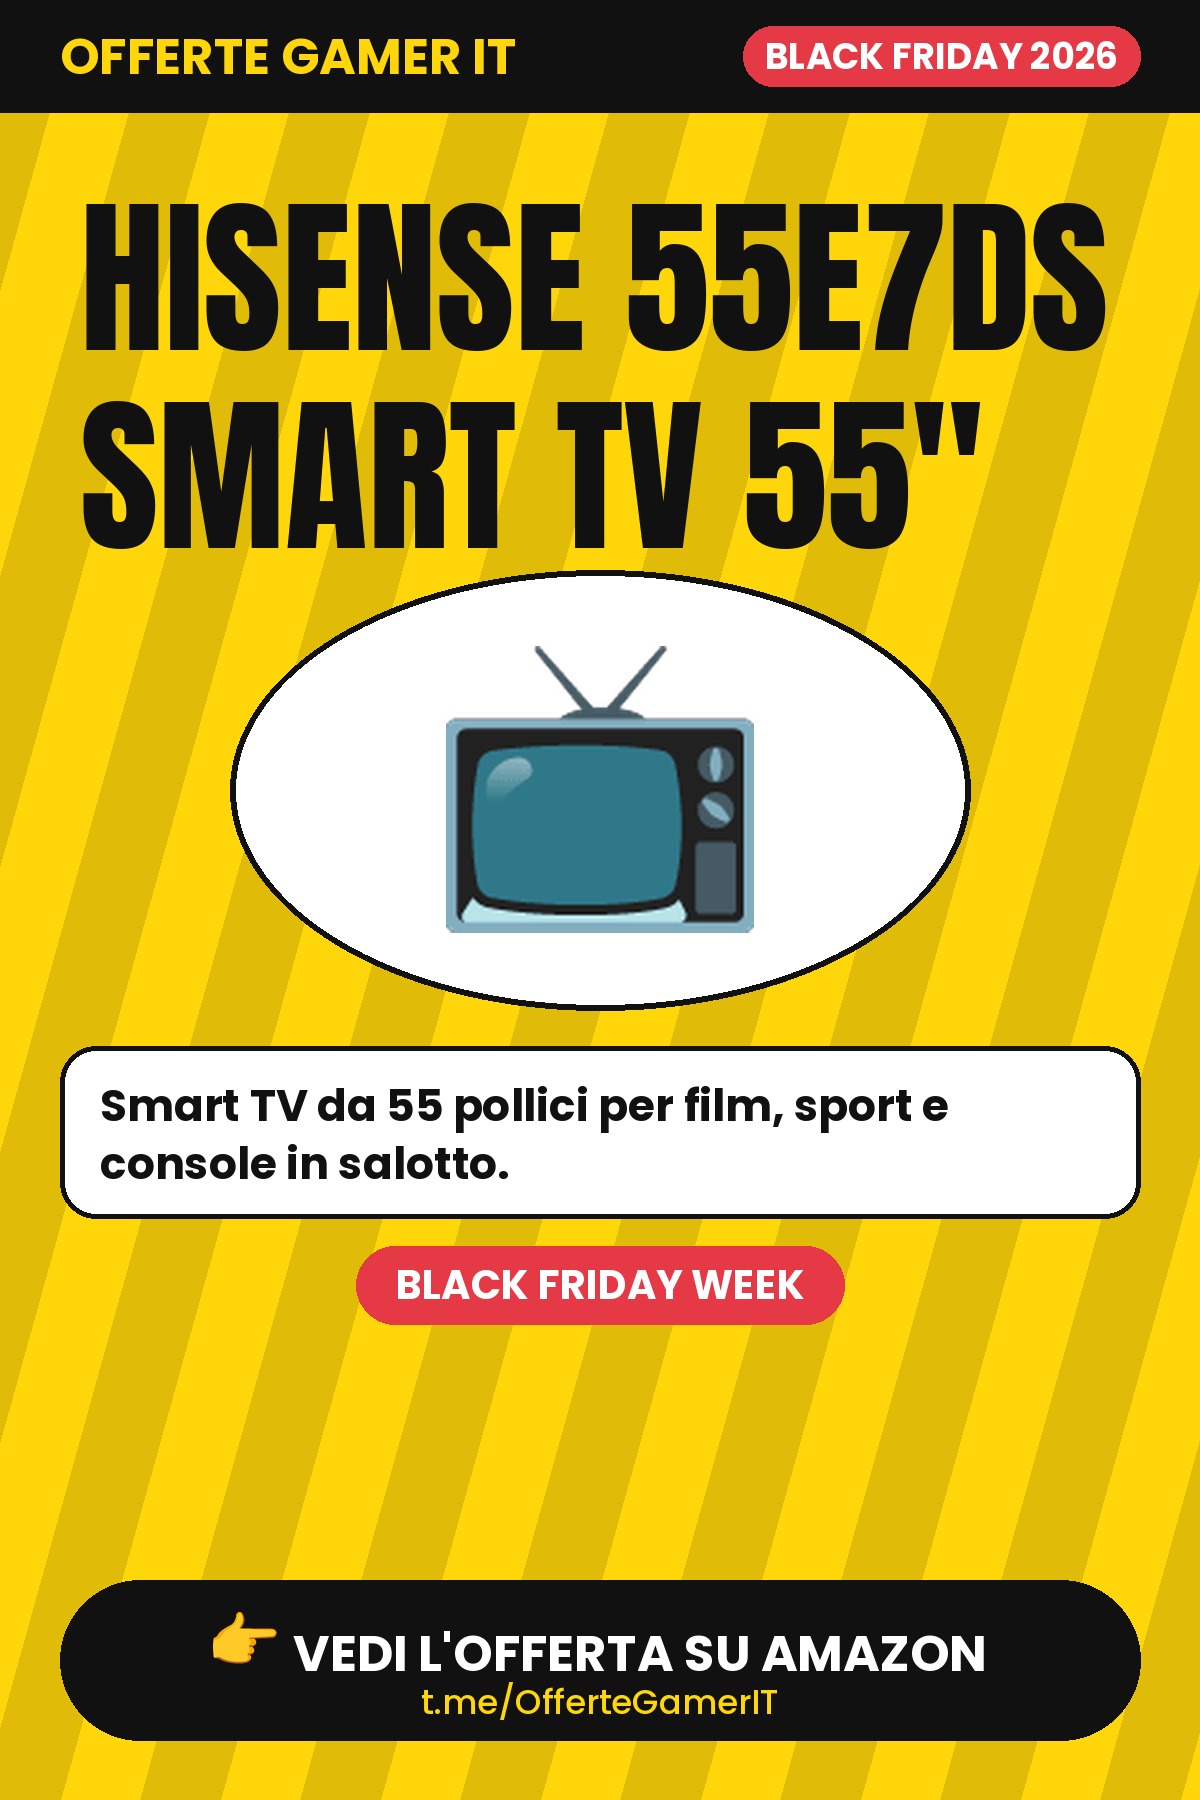 OFFERTE GAMER IT
BLACK FRIDAY 2026
HISENSE 55E7DS
SMART TV 55"
Smart TV da 55 pollici per film, sport e
console in salotto.
BLACK FRIDAY WEEK
VEDI L'OFFERTA SU AMAZON
t.me/OfferteGamerIT